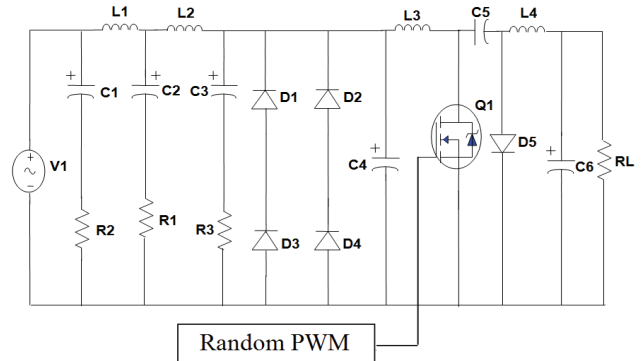 L1 L2 L3 C5 L4
C1 C2 C3 D1 D2 Q1
V1 C4 D5 C6 RL
R2 R1 R3 D3 D4
Random PWM